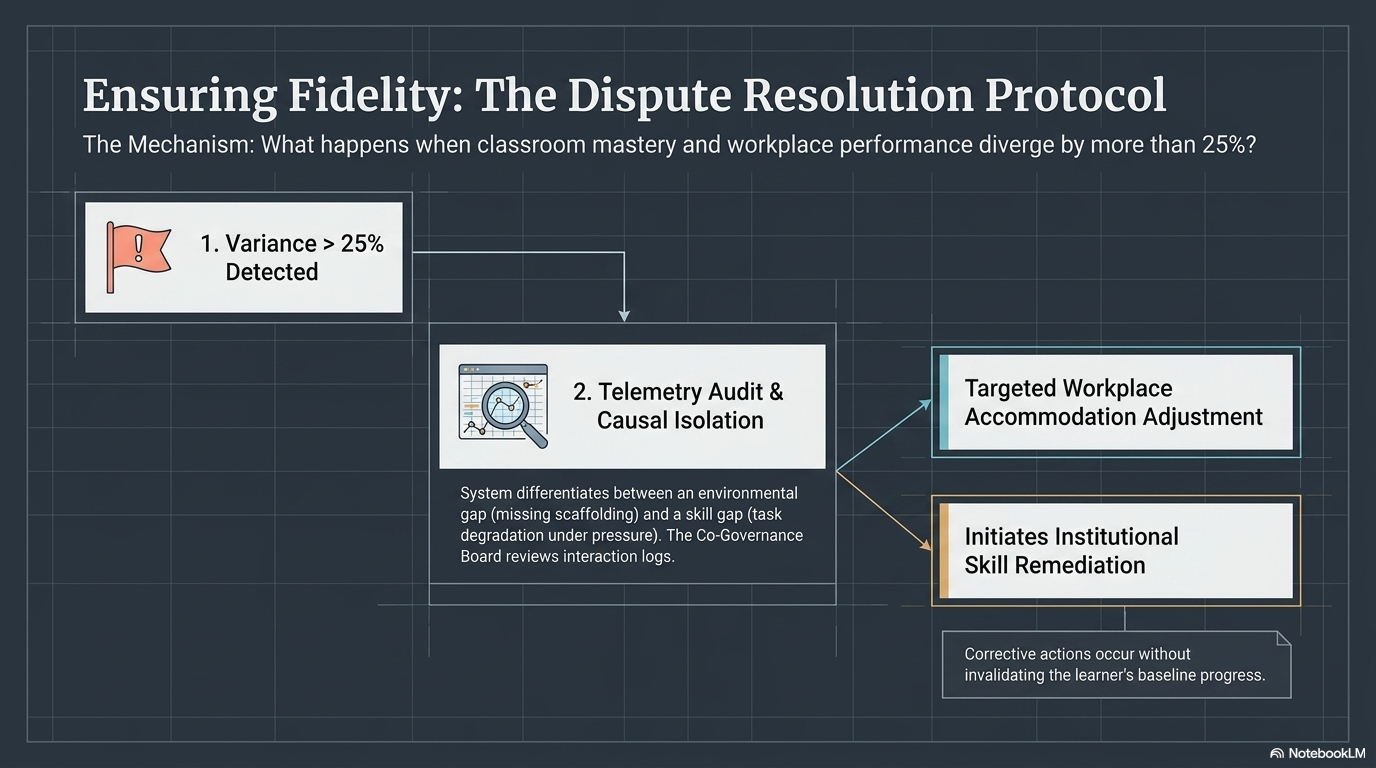 Ensuring Fidelity: The Dispute Resolution Protocol
The Mechanism: What happens when classroom mastery and workplace performance diverge by more than 25%?
!
1. Variance > 25%
Detected
2. Telemetry Audit &
Causal Isolation
System differentiates between an environmental
gap (missing scaffolding) and a skill gap (task
degradation under pressure). The Co-Governance
Board reviews interaction logs.
Targeted Workplace
Accommodation Adjustment
Initiates Institutional
Skill Remediation
Corrective actions occur without
invalidating the learner's baseline progress.
NotebookLM